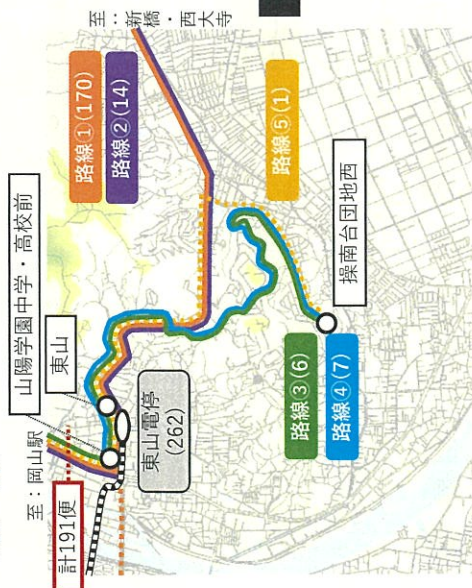 至：岡山駅
計191便
山陽学園中学・高校前
東山
東山電停
(262)
路線①(170)
路線②(14)
至：新橋・西大寺
路線③(6)
路線④(7)
路線⑤(1)
操南台団地西